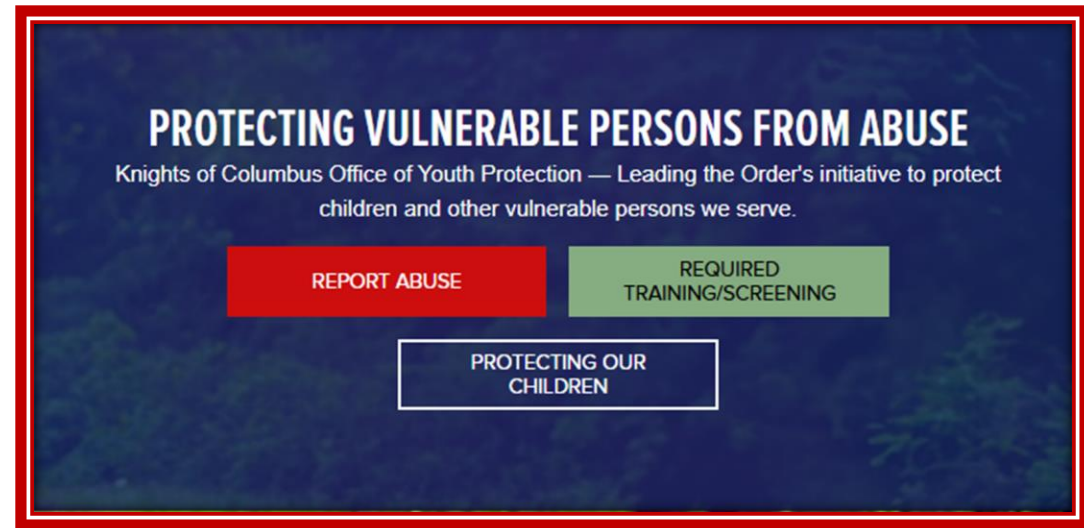 PROTECTING VULNERABLE PERSONS FROM ABUSE
Knights of Columbus Office of Youth Protection — Leading the Order's initiative to protect
children and other vulnerable persons we serve.
REPORT ABUSE
REQUIRED
TRAINING/SCREENING
PROTECTING OUR
CHILDREN